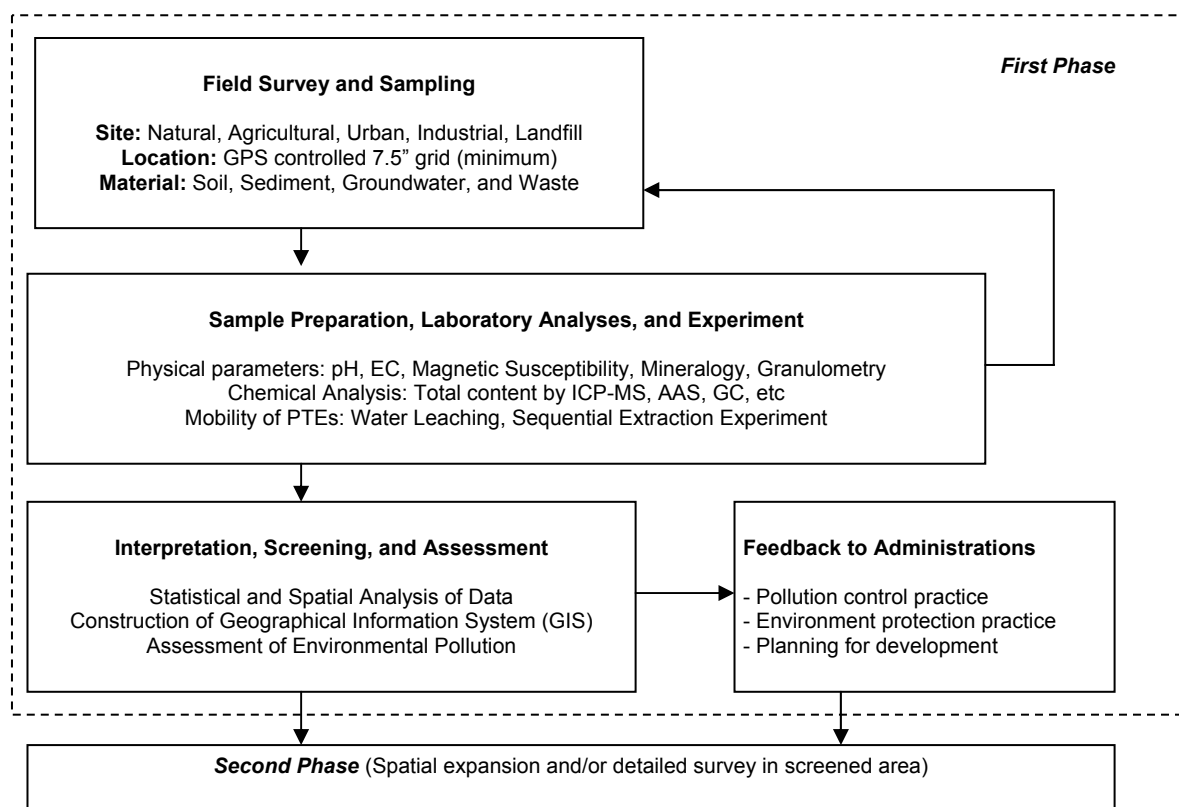 First Phase
Field Survey and Sampling
Site: Natural, Agricultural, Urban, Industrial, Landfill
Location: GPS controlled 7.5” grid (minimum)
Material: Soil, Sediment, Groundwater, and Waste
Sample Preparation, Laboratory Analyses, and Experiment
Physical parameters: pH, EC, Magnetic Susceptibility, Mineralogy, Granulometry
Chemical Analysis: Total content by ICP-MS, AAS, GC, etc
Mobility of PTEs: Water Leaching, Sequential Extraction Experiment
Interpretation, Screening, and Assessment
Statistical and Spatial Analysis of Data
Construction of Geographical Information System (GIS)
Assessment of Environmental Pollution
Feedback to Administrations
- Pollution control practice
- Environment protection practice
- Planning for development
Second Phase (Spatial expansion and/or detailed survey in screened area)